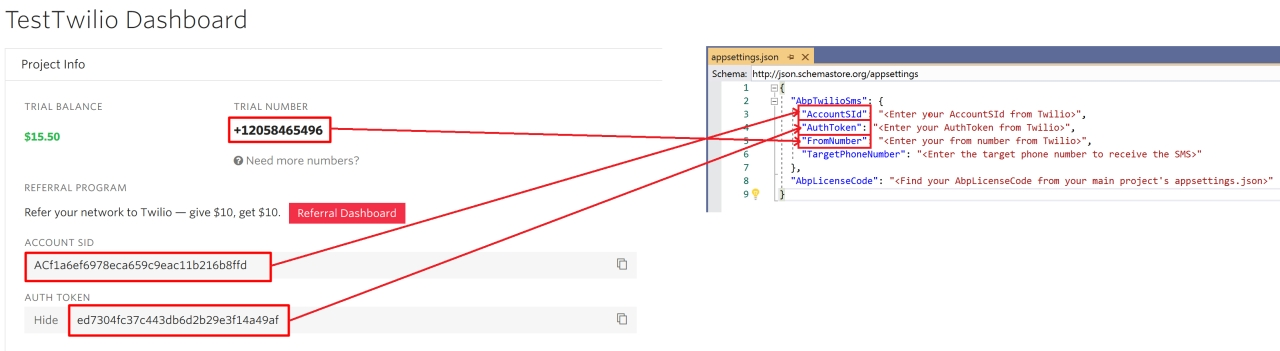 TestTwilio Dashboard
Project Info
TRIAL BALANCE
TRIAL NUMBER
$15.50
+12058465496
Need more numbers?
REFERRAL PROGRAM
Refer your network to Twilio — give $10, get $10.
Referral Dashboard
ACCOUNT SID
ACf1a6ef6978eca659c9eac11b216b8ffd
AUTH TOKEN
Hide
ed7304fc37c443db6d2b29e3f14a49af
appsettings.json
Schema: http://json.schemastore.org/appsettings
1 {
2 "AbpTwilioSms": {
3 "AccountSId": "<Enter your AccountSId from Twilio>",
4 "AuthToken": "<Enter your AuthToken from Twilio>",
5 "FromNumber": "<Enter your from number from Twilio>",
6 "TargetPhoneNumber": "<Enter the target phone number to receive the SMS>"
7 },
8 "AbpLicenseCode": "<Find your AbpLicenseCode from your main project's appsettings.json>"
9 }